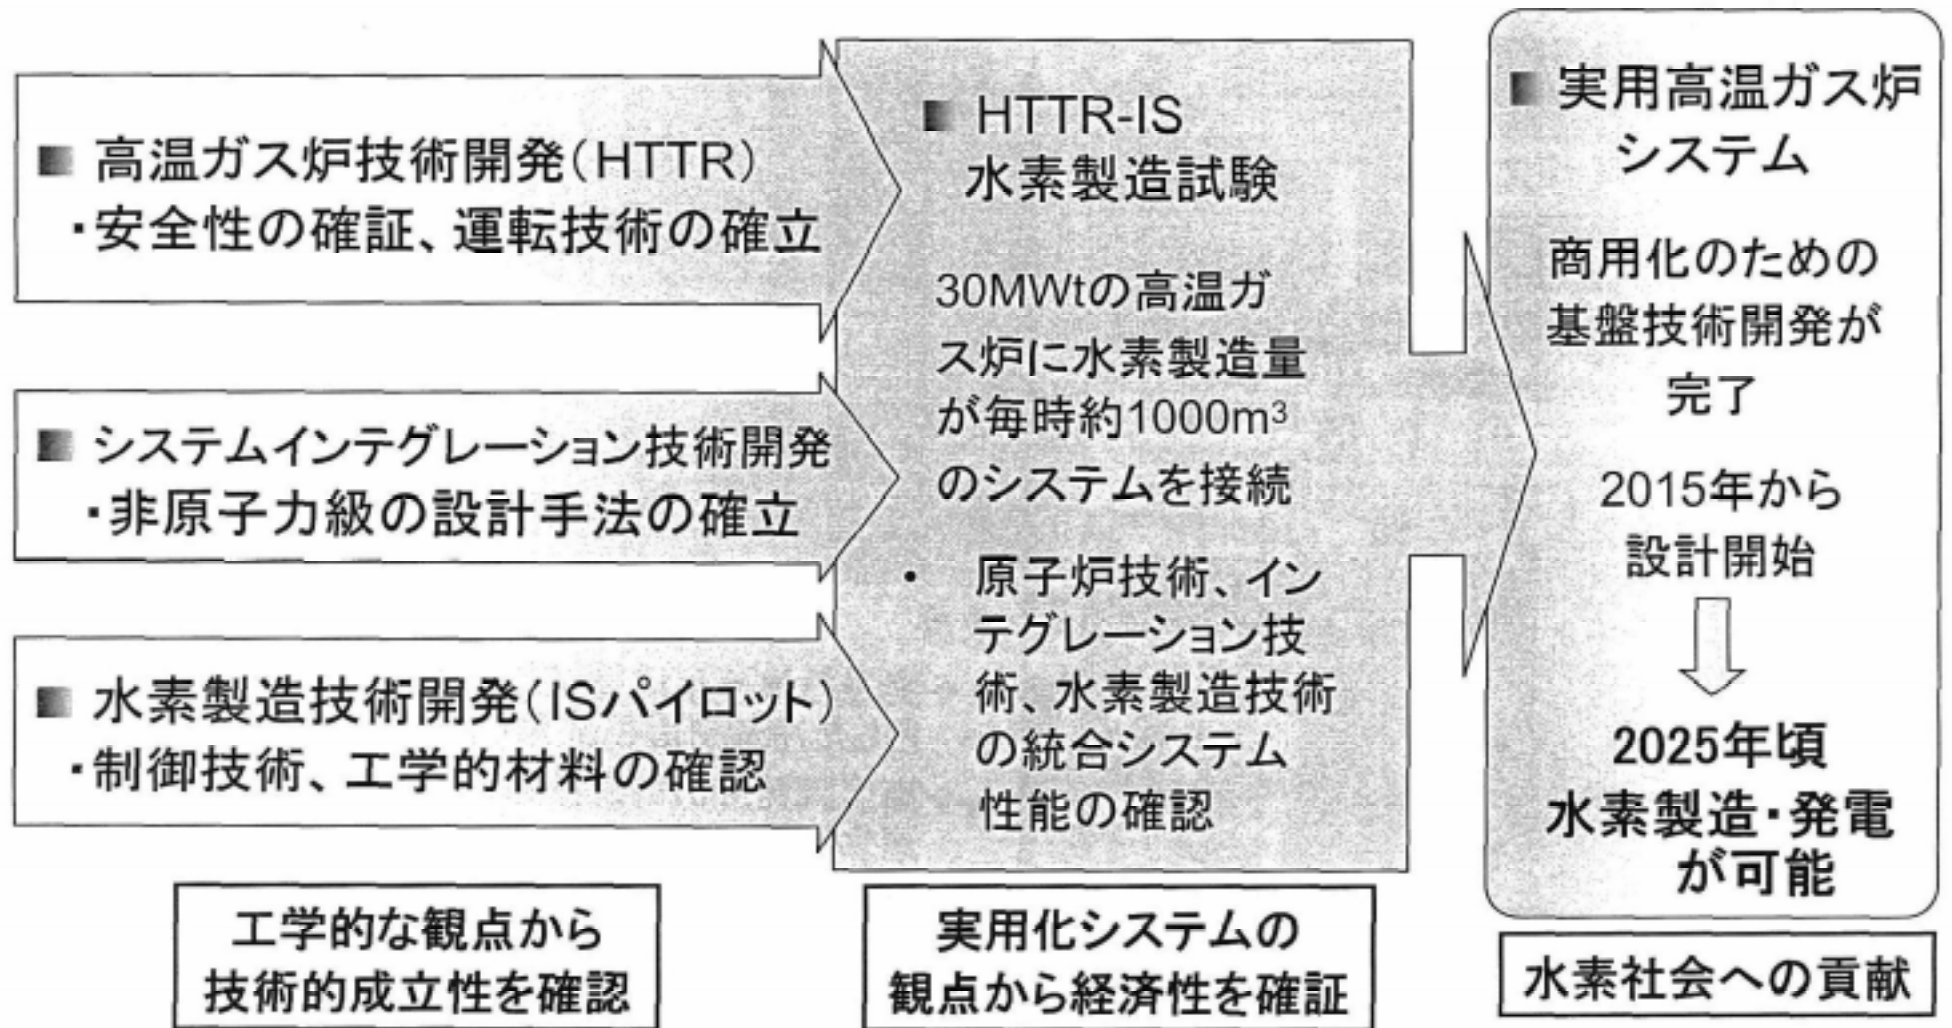 ■ 高温ガス炉技術開発(HTTR)
・安全性の確証、運転技術の確立
■ システムインテグレーション技術開発
・非原子力級の設計手法の確立
■ 水素製造技術開発(ISパイロット)
・制御技術、工学的材料の確認
工学的な観点から
技術的成立性を確認
■ HTTR-IS
水素製造試験
30MWtの高温ガ
ス炉に水素製造量
が毎時約1000m³
のシステムを接続
・ 原子炉技術、イン
テグレーション技
術、水素製造技術
の統合システム
性能の確認
実用化システムの
観点から経済性を確証
■ 実用高温ガス炉
システム
商用化のための
基盤技術開発が
完了
2015年から
設計開始
2025年頃
水素製造・発電
が可能
水素社会への貢献